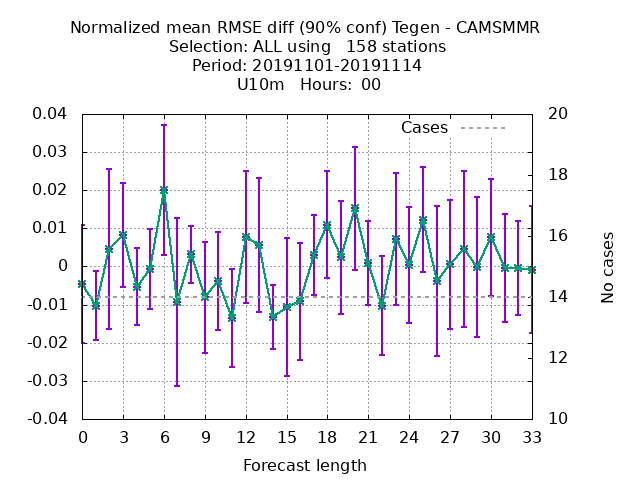 Normalized mean RMSE diff (90% conf) Tegen - CAMSMMR
Selection: ALL using   158 stations
Period: 20191101-20191114
U10m   Hours:  00
Cases
0.04
0.03
0.02
0.01
0
-0.01
-0.02
-0.03
-0.04
20
18
16
14
12
10
No cases
0 3 6 9 12 15 18 21 24 27 30 33
Forecast length